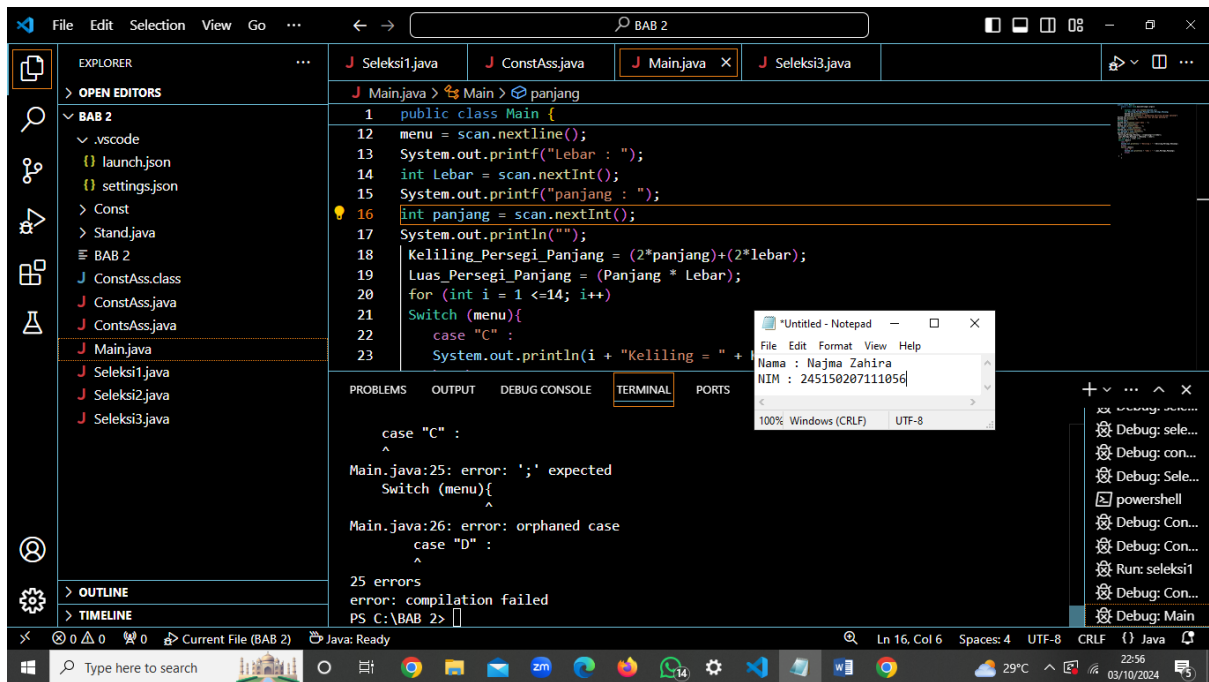 File Edit Selection View Go ···
BAB 2
EXPLORER ···
OPEN EDITORS
BAB 2
.vscode
{} launch.json
{} settings.json
> Const
> Stand.java
BAB 2
J ConstAss.class
J ConstAss.java
J ContsAss.java
J Main.java
J Seleksi1.java
J Seleksi2.java
J Seleksi3.java
> OUTLINE
> TIMELINE
J Seleksi1.java J ConstAss.java J Main.java × J Seleksi3.java
J Main.java > Main > panjang
1 public class Main {
12 menu = scan.nextline();
13 System.out.printf("Lebar : ");
14 int Lebar = scan.nextInt();
15 System.out.printf("panjang : ");
16 int panjang = scan.nextInt();
17 System.out.println("");
18 Keliling_Persegi_Panjang = (2*panjang)+(2*lebar);
19 Luas_Persegi_Panjang = (Panjang * Lebar);
20 for (int i = 1 <=14; i++)
21 Switch (menu){
22 case "C" :
23 System.out.println(i + "Keliling = " +
*Untitled - Notepad
File Edit Format View Help
Nama : Najma Zahira
NIM : 245150207111056
100% Windows (CRLF) UTF-8
PROBLEMS OUTPUT DEBUG CONSOLE TERMINAL PORTS
case "C" :
^
Main.java:25: error: ';' expected
Switch (menu){
^
Main.java:26: error: orphaned case
case "D" :
^
25 errors
error: compilation failed
PS C:\BAB 2>
Debug: sele...
Debug: con...
Debug: Sele...
powershell
Debug: Con...
Debug: Con...
Run: seleksi1
Debug: Con...
Debug: Main
0 0 0 Current File (BAB 2) Java: Ready Ln 16, Col 6 Spaces: 4 UTF-8 CRLF {} Java
Type here to search zm 14 29°C 22:56
03/10/2024 5